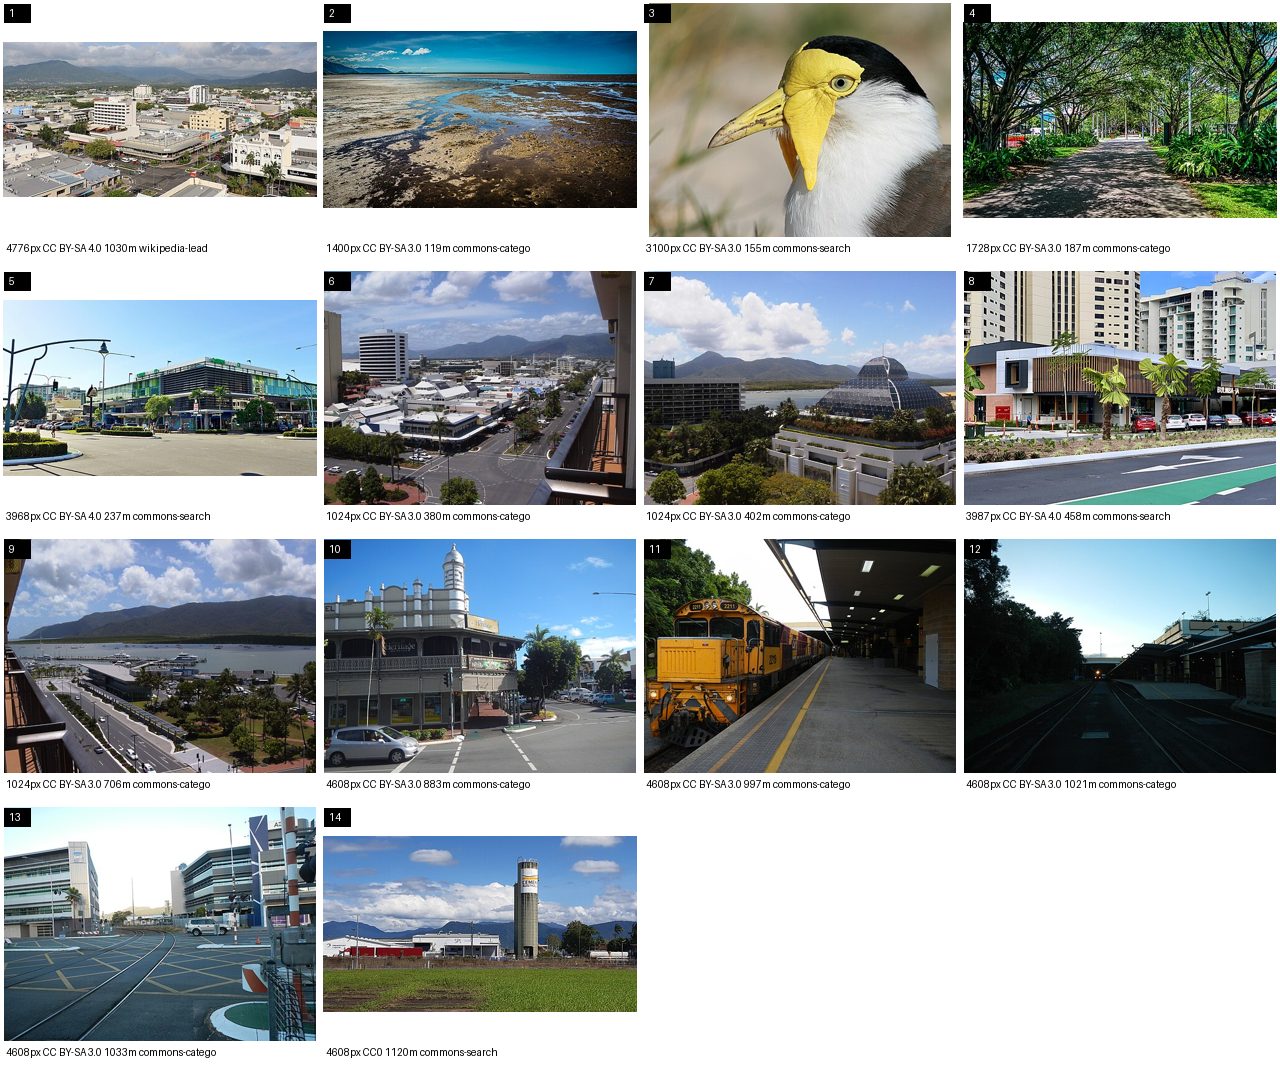 1
2
3
4
4776px CC BY-SA 4.0 1030m wikipedia-lead
1400px CC BY-SA 3.0 119m commons-catego
3100px CC BY-SA 3.0 155m commons-search
1728px CC BY-SA 3.0 187m commons-catego
5
6
7
8
3968px CC BY-SA 4.0 237m commons-search
1024px CC BY-SA 3.0 380m commons-catego
1024px CC BY-SA 3.0 402m commons-catego
3987px CC BY-SA 4.0 458m commons-search
9
10
11
12
Heritage
2211
1024px CC BY-SA 3.0 706m commons-catego
4608px CC BY-SA 3.0 883m commons-catego
4608px CC BY-SA 3.0 997m commons-catego
4608px CC BY-SA 3.0 1021m commons-catego
13
14
4608px CC BY-SA 3.0 1033m commons-catego
4608px CC0 1120m commons-search